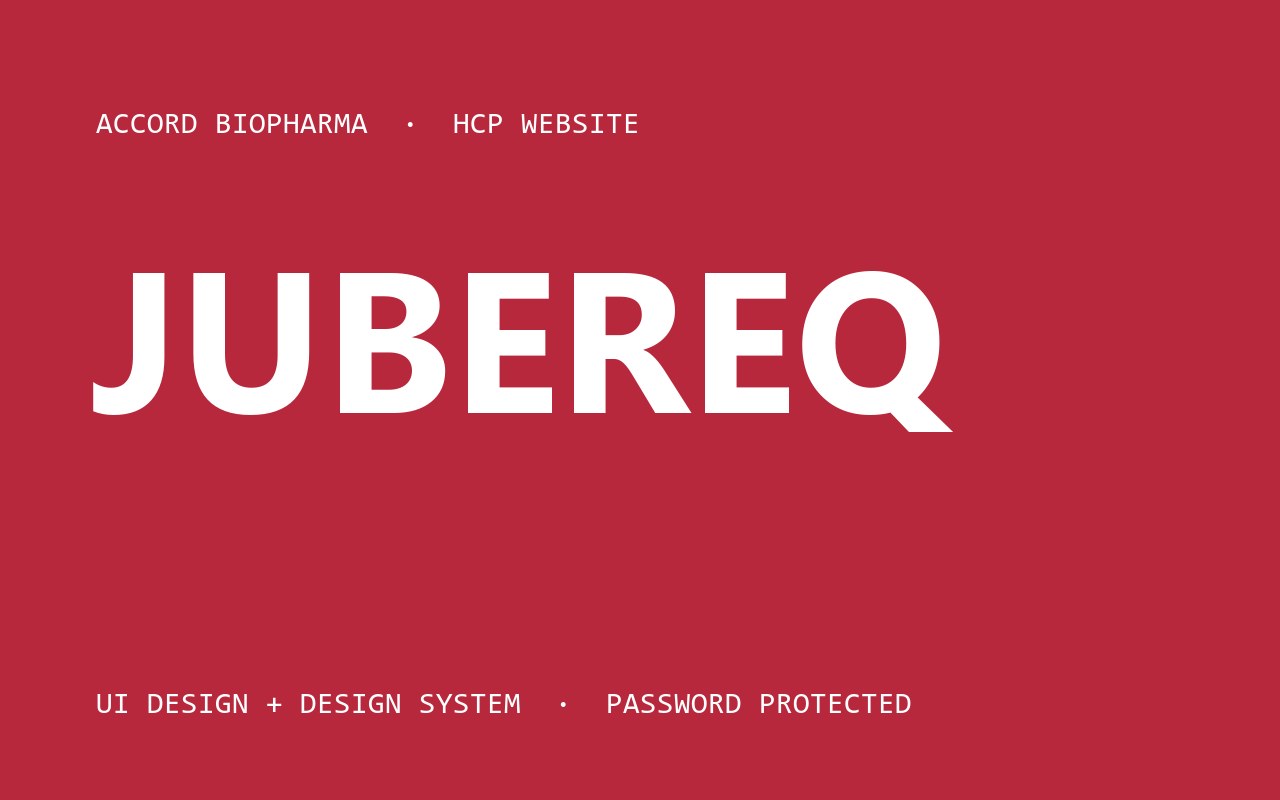 ACCORD BIOPHARMA · HCP WEBSITE
JUBEREQ
UI DESIGN + DESIGN SYSTEM · PASSWORD PROTECTED